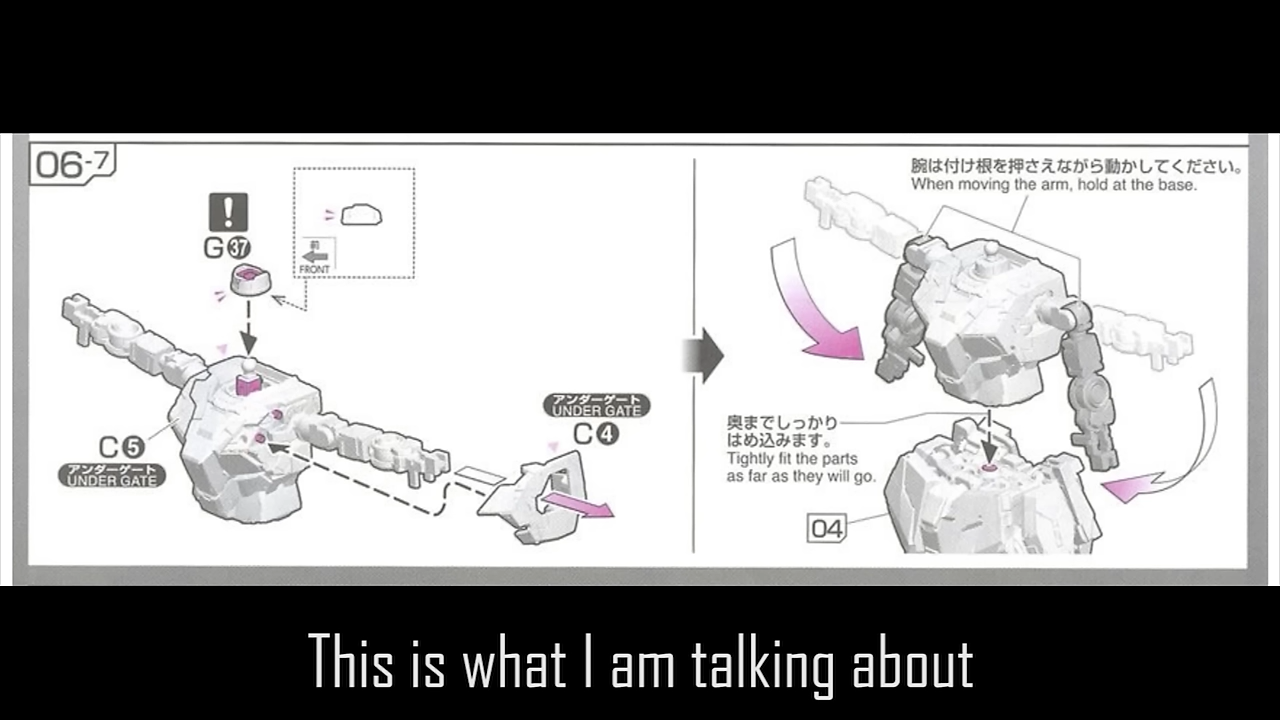 06-7
!
G37
前
FRONT
C5
アンダーゲート
UNDER GATE
アンダーゲート
UNDER GATE
C4
腕は付け根を押さえながら動かしてください。
When moving the arm, hold at the base.
奥までしっかり
はめ込みます。
Tightly fit the parts
as far as they will go.
04
This is what I am talking about